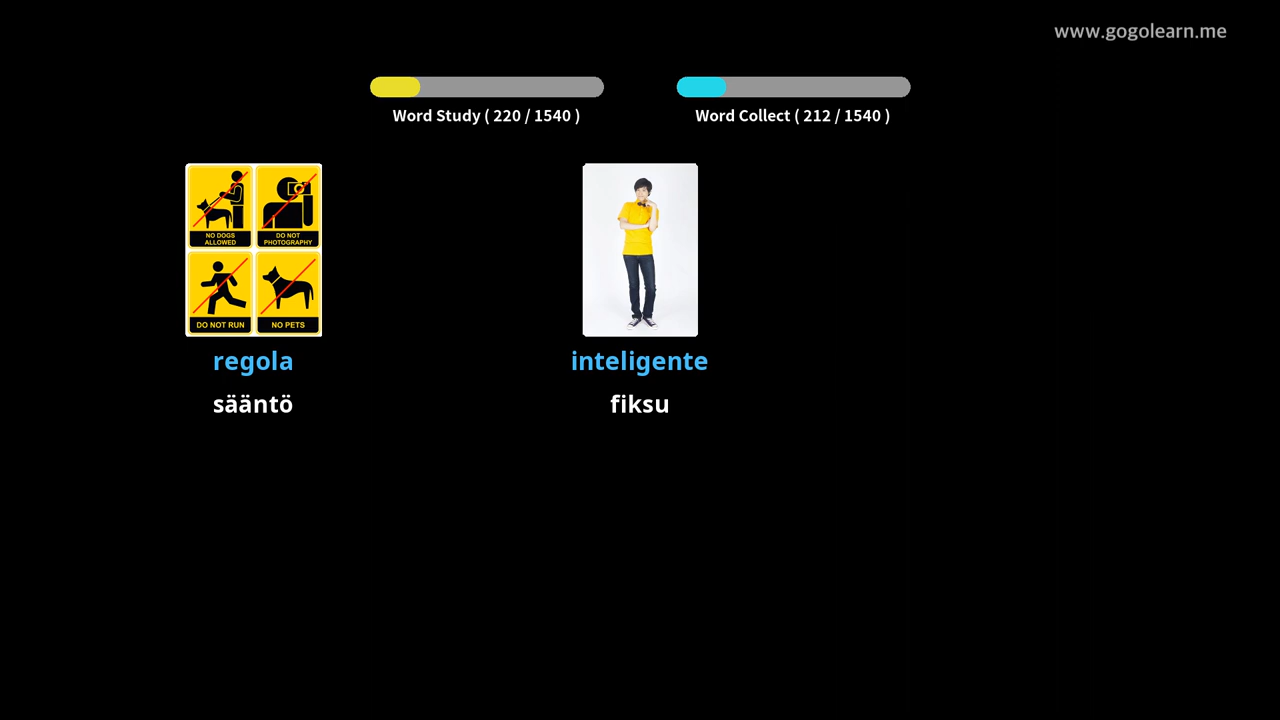 www.gogolearn.me
Word Study ( 220 / 1540 )
Word Collect ( 212 / 1540 )
NO DOGS
ALLOWED
DO NOT
PHOTOGRAPHY
DO NOT RUN
NO PETS
regola
sääntö
inteligente
fiksu